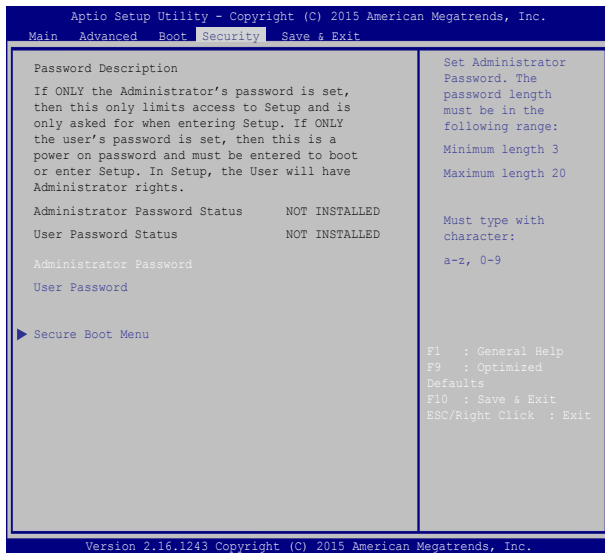 Aptio Setup Utility - Copyright (C) 2015 American Megatrends, Inc.
Main Advanced Boot Security Save & Exit
Password Description
If ONLY the Administrator's password is set,
then this only limits access to Setup and is
only asked for when entering Setup. If ONLY
the user's password is set, then this is a
power on password and must be entered to boot
or enter Setup. In Setup, the User will have
Administrator rights.
Administrator Password Status NOT INSTALLED
User Password Status NOT INSTALLED
Administrator Password
User Password
Secure Boot Menu
Set Administrator
Password. The
password length
must be in the
following range:
Minimum length 3
Maximum length 20
Must type with
character:
a-z, 0-9
F1 : General Help
F9 : Optimized
Defaults
F10 : Save & Exit
ESC/Right Click : Exit
Version 2.16.1243 Copyright (C) 2015 American Megatrends, Inc.